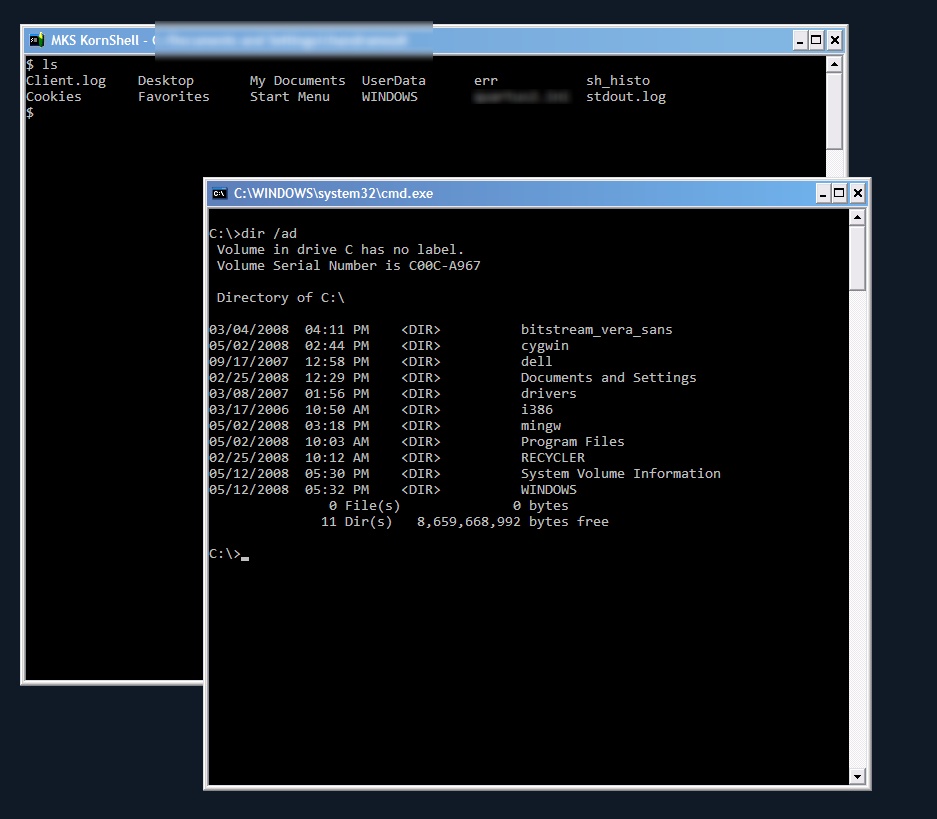 MKS KornShell -
$ ls
Client.log Desktop My Documents UserData err sh_histo
Cookies Favorites Start Menu WINDOWS stdout.log
$
C:\WINDOWS\system32\cmd.exe
C:\>dir /ad
Volume in drive C has no label.
Volume Serial Number is C00C-A967
Directory of C:\
03/04/2008 04:11 PM <DIR> bitstream_vera_sans
05/02/2008 02:44 PM <DIR> cygwin
09/17/2007 12:58 PM <DIR> dell
02/25/2008 12:29 PM <DIR> Documents and Settings
03/08/2007 01:56 PM <DIR> drivers
03/17/2006 10:50 AM <DIR> i386
05/02/2008 03:18 PM <DIR> mingw
05/02/2008 10:03 AM <DIR> Program Files
02/25/2008 10:12 AM <DIR> RECYCLER
05/12/2008 05:30 PM <DIR> System Volume Information
05/12/2008 05:32 PM <DIR> WINDOWS
0 File(s) 0 bytes
11 Dir(s) 8,659,668,992 bytes free
C:\>